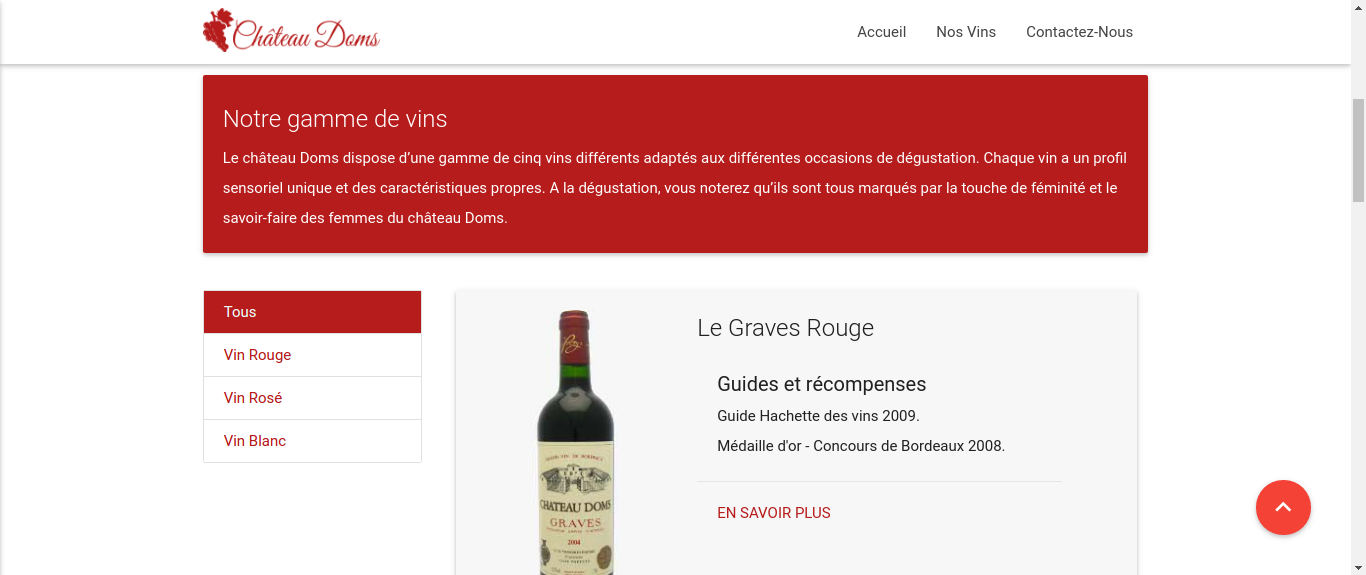 Château Doms
Accueil
Nos Vins
Contactez-Nous
Notre gamme de vins
Le château Doms dispose d’une gamme de cinq vins différents adaptés aux différentes occasions de dégustation. Chaque vin a un profil
sensoriel unique et des caractéristiques propres. A la dégustation, vous noterez qu’ils sont tous marqués par la touche de féminité et le
savoir-faire des femmes du château Doms.
Tous
Vin Rouge
Vin Rosé
Vin Blanc
Le Graves Rouge
Guides et récompenses
Guide Hachette des vins 2009.
Médaille d'or - Concours de Bordeaux 2008.
EN SAVOIR PLUS
GRAND VIN DE BORDEAUX
CHATEAU DOMS
GRAVES
2004